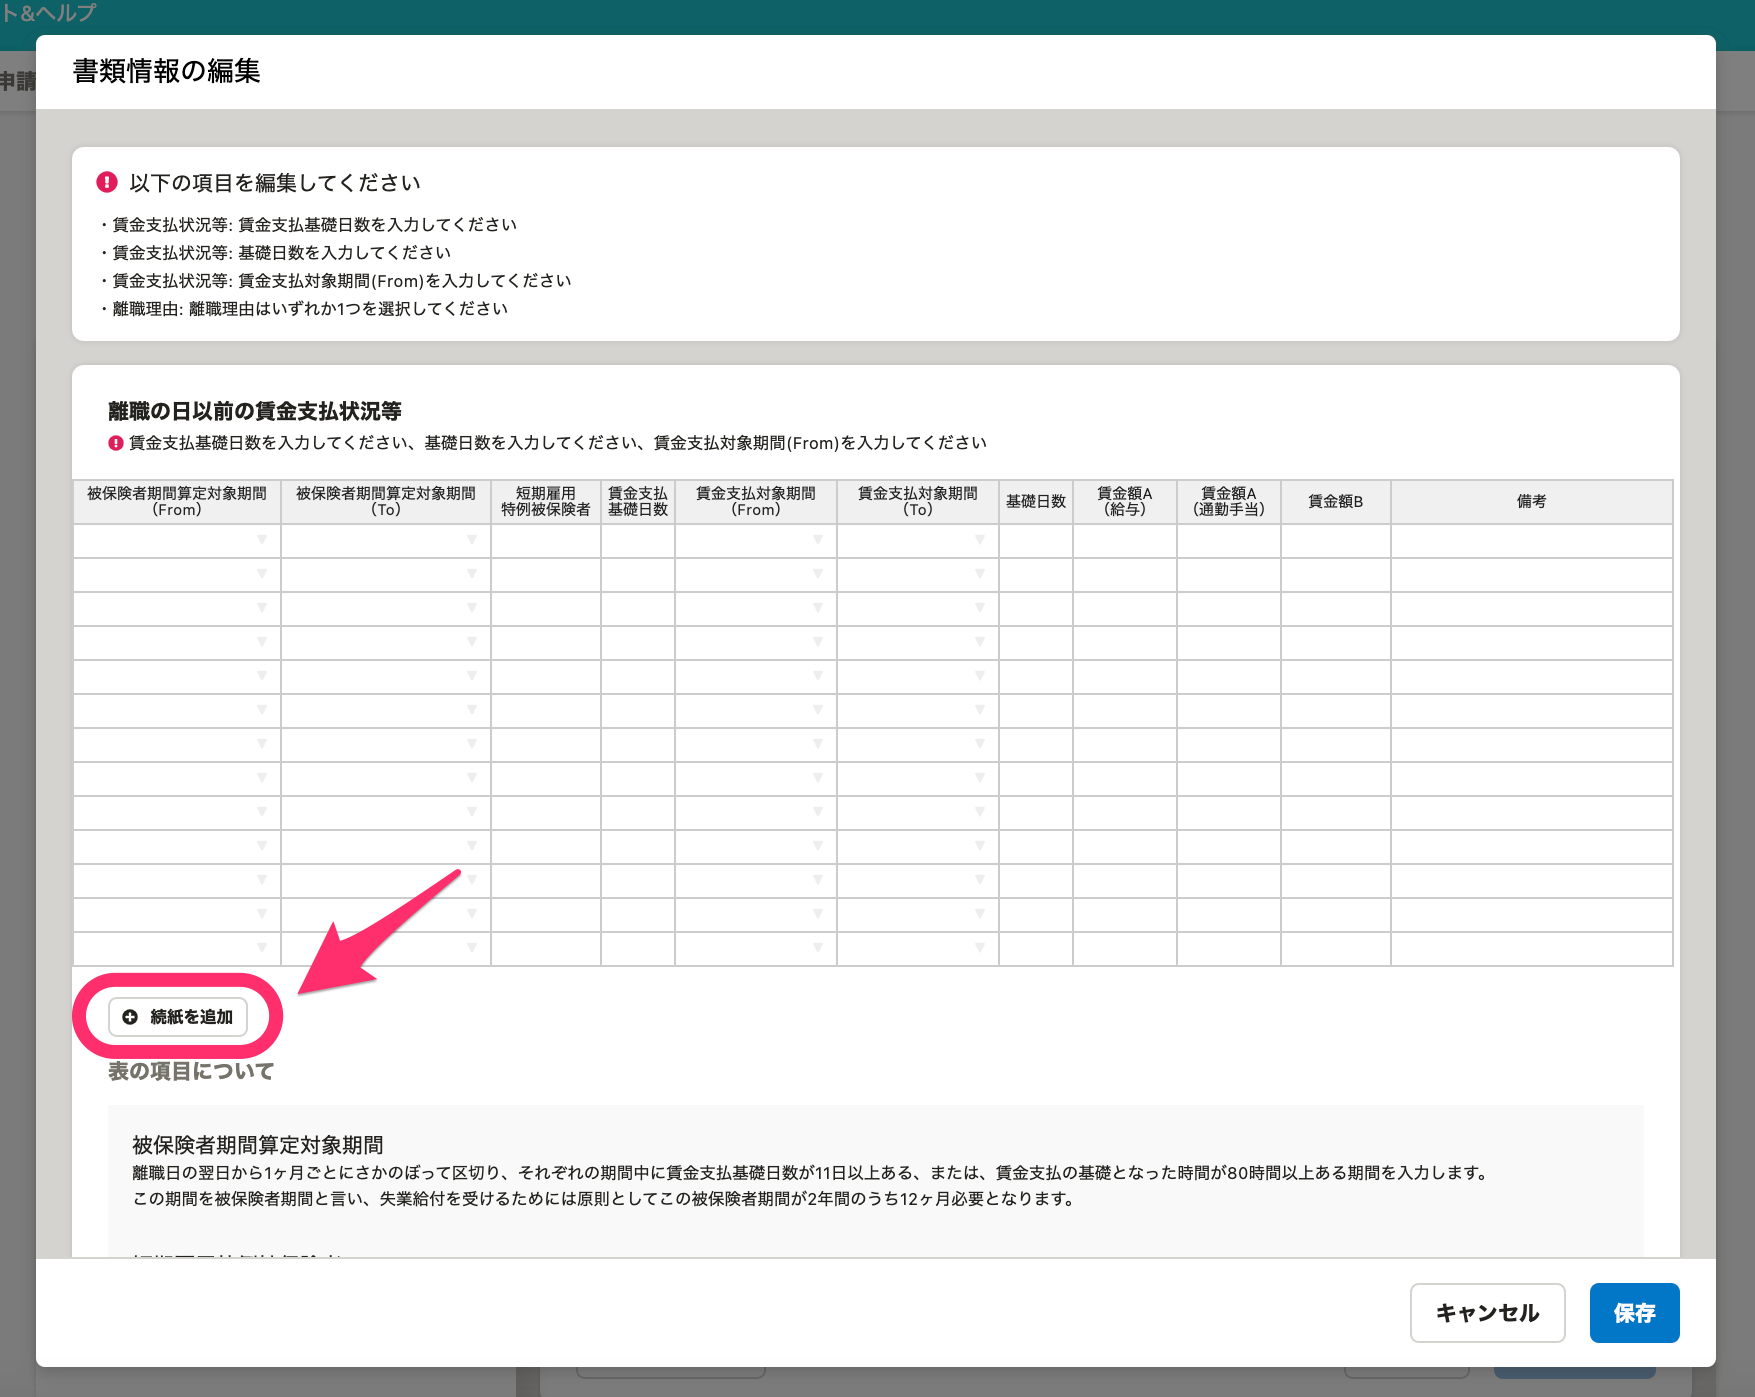 ト&ヘルプ
申請
書類情報の編集
以下の項目を編集してください
・賃金支払状況等: 賃金支払基礎日数を入力してください
・賃金支払状況等: 基礎日数を入力してください
・賃金支払状況等: 賃金支払対象期間(From)を入力してください
・離職理由: 離職理由はいずれか1つを選択してください
離職の日以前の賃金支払状況等
賃金支払基礎日数を入力してください、基礎日数を入力してください、賃金支払対象期間(From)を入力してください
被保険者期間算定対象期間
（From）
被保険者期間算定対象期間
（To）
短期雇用
特例被保険者
賃金支払
基礎日数
賃金支払対象期間
（From）
賃金支払対象期間
（To）
基礎日数
賃金額A
（給与）
賃金額A
（通勤手当）
賃金額B
備考
続紙を追加
表の項目について
被保険者期間算定対象期間
離職日の翌日から1ヶ月ごとにさかのぼって区切り、それぞれの期間中に賃金支払基礎日数が11日以上ある、または、賃金支払の基礎となった時間が80時間以上ある期間を入力します。
この期間を被保険者期間と言い、失業給付を受けるためには原則としてこの被保険者期間が2年間のうち12ヶ月必要となります。
キャンセル
保存